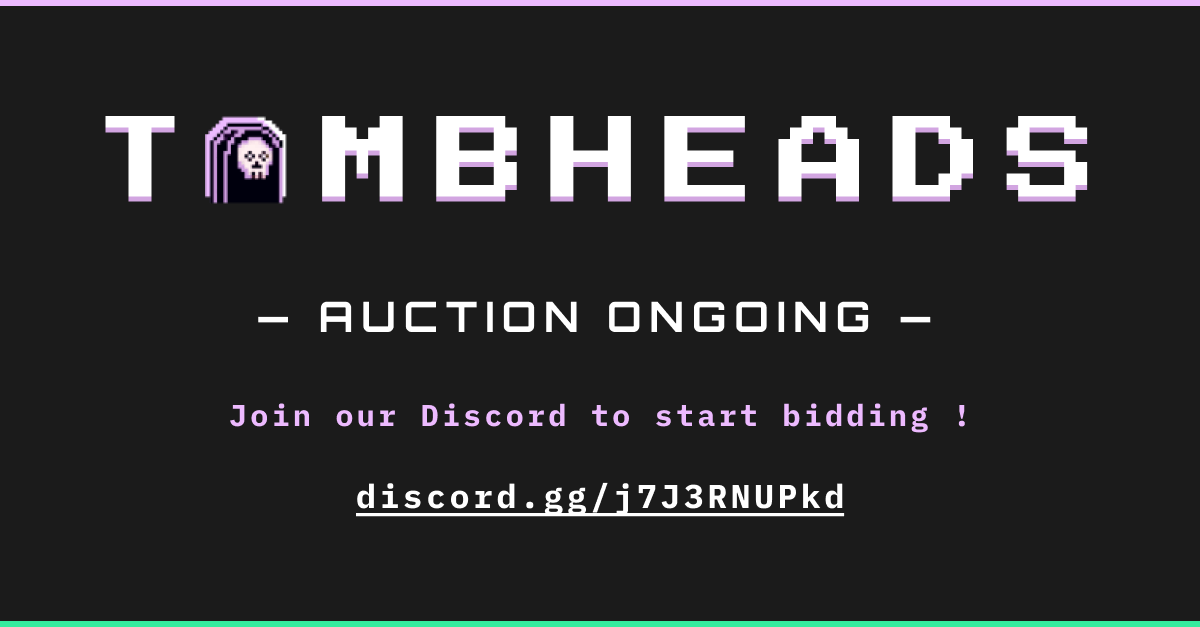 TOMBHEADS
— AUCTION ONGOING —
Join our Discord to start bidding !
discord.gg/j7J3RNUPkd